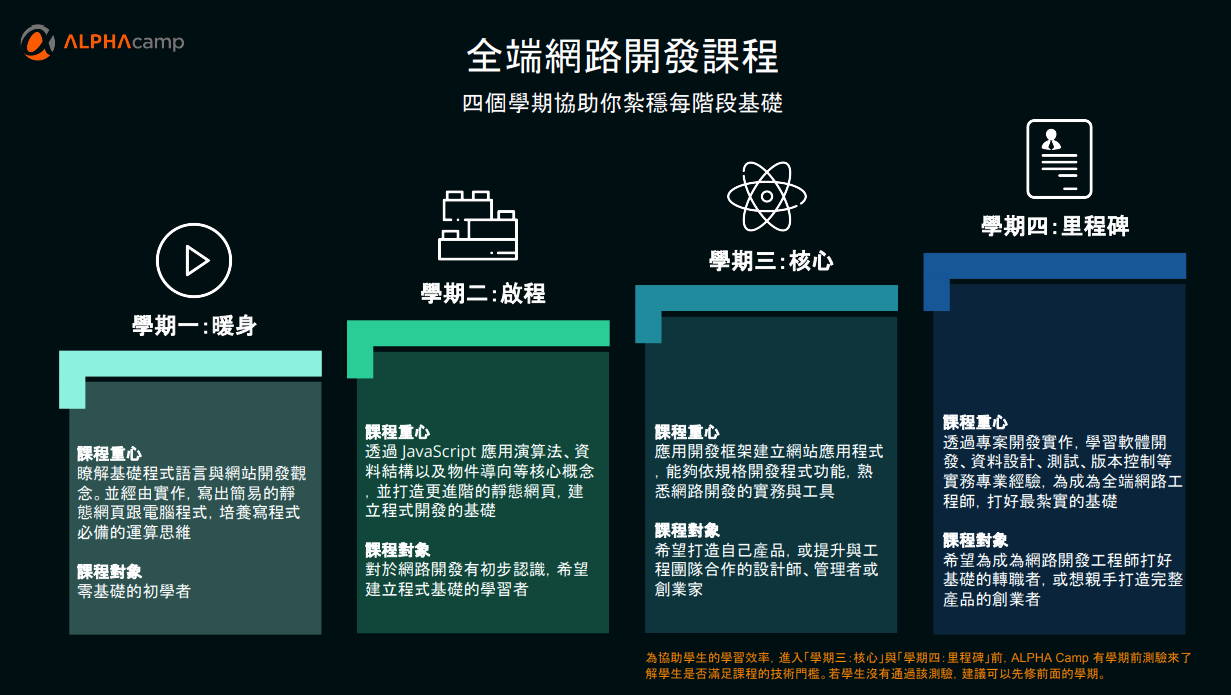 ALPHAcamp
全端網路開發課程
四個學期協助你紮穩每階段基礎
學期一：暖身
課程重心
瞭解基礎程式語言與網站開發觀
念。並經由實作，寫出簡易的靜
態網頁跟電腦程式，培養寫程式
必備的運算思維
課程對象
零基礎的初學者
學期二：啟程
課程重心
透過 JavaScript 應用演算法、資
料結構以及物件導向等核心概念
，並打造更進階的靜態網頁，建
立程式開發的基礎
課程對象
對於網路開發有初步認識，希望
建立程式基礎的學習者
學期三：核心
課程重心
應用開發框架建立網站應用程式
，能夠依規格開發程式功能，熟
悉網路開發的實務與工具
課程對象
希望打造自己產品，或提升與工
程團隊合作的設計師、管理者或
創業家
學期四：里程碑
課程重心
透過專案開發實作，學習軟體開
發、資料設計、測試、版本控制等
實務專業經驗，為成為全端網路工
程師，打好最紮實的基礎
課程對象
希望為成為網路開發工程師打好
基礎的轉職者，或想親手打造完整
產品的創業者
為協助學生的學習效率，進入「學期三：核心」與「學期四：里程碑」前，ALPHA Camp 有學期前測驗來了
解學生是否滿足課程的技術門檻。若學生沒有通過該測驗，建議可以先修前面的學期。